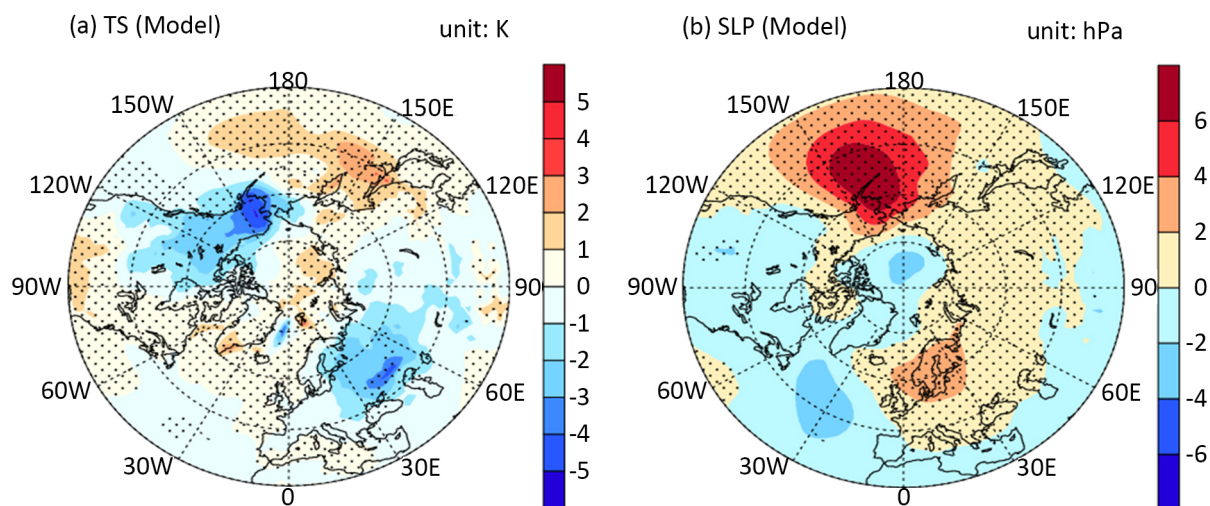 (a) TS (Model)
unit: K
180
150W
150E
120W
120E
90W
90
60W
60E
30W
30E
0
5
4
3
2
1
0
-1
-2
-3
-4
-5
(b) SLP (Model)
unit: hPa
180
150W
150E
120W
120E
90W
90
60W
60E
30W
30E
0
6
4
2
0
-2
-4
-6